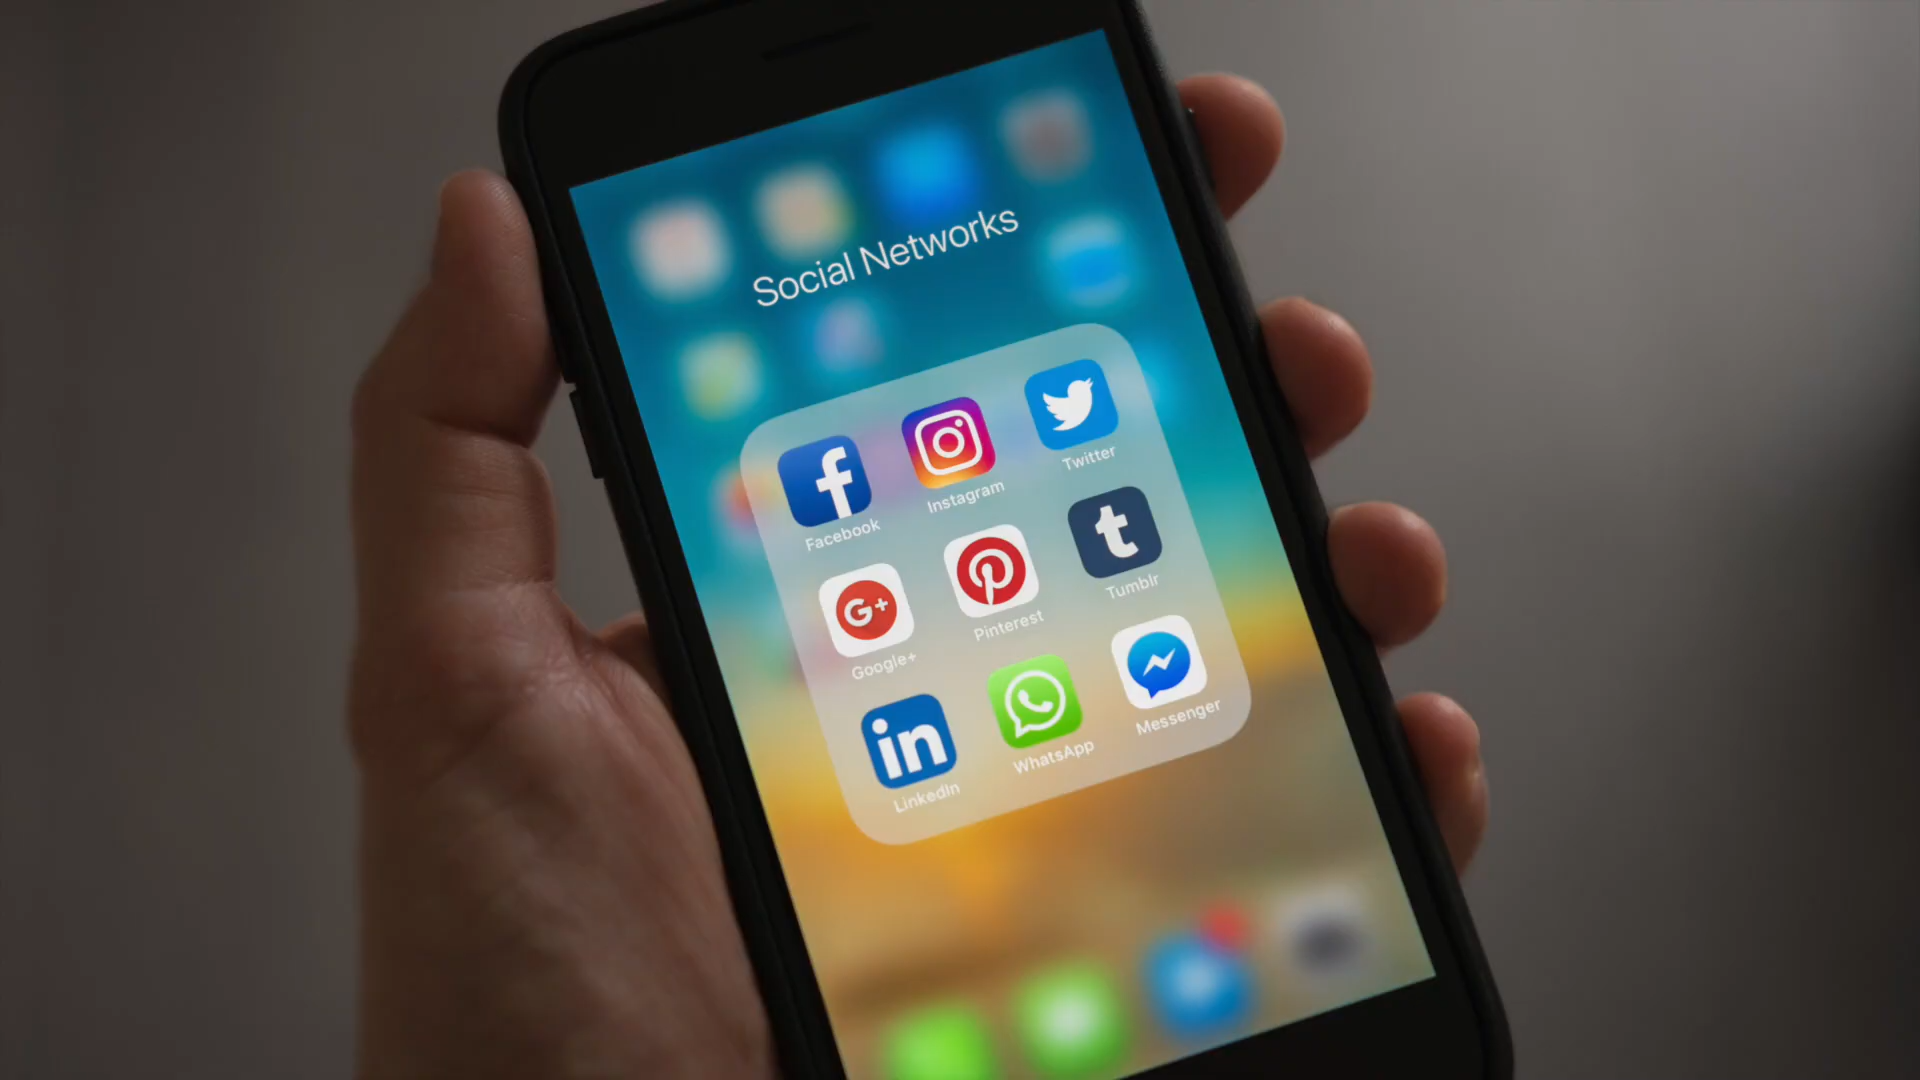 Social Networks
Facebook
Instagram
Twitter
Google+
Pinterest
Tumblr
LinkedIn
WhatsApp
Messenger